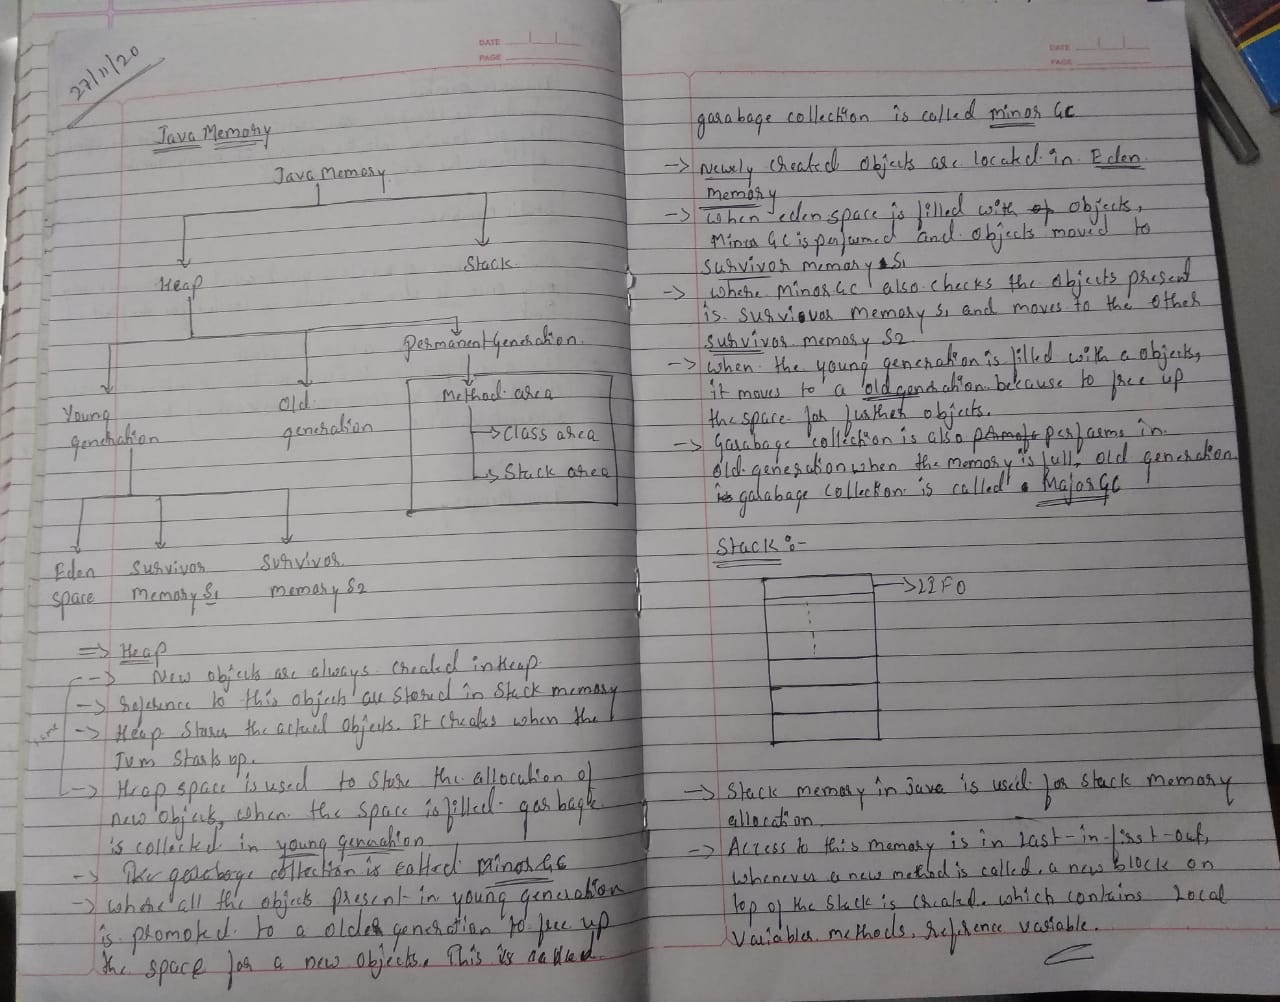 27/11/20
DATE
PAGE
Java Memory
Java Memory
Heap
Stack
Permanent Generation
Young generation
Old generation
Method area
Class area
Stack area
Eden space
Survivor memory S1
Survivor memory S2
=> Heap
-> New objects are always created in Heap.
-> Reference to this object are stored in Stack memory
-> Heap Stores the actual objects. It creates when the
Jvm Starts up.
-> Heap space is used to store the allocation of
new object, when the space is filled garbage
is collected in young generation
-> garabage collection is called minor GC
-> where all the objects present in young generation
is promoted to a older generation to free up
the space for a new objects. This is called
DATE
PAGE
garabage collection is called minor GC
-> Newly created objects are located in Eden
memory
-> when eden space is filled with objects,
Minor GC is performed and objects moved to
survivor memory S1
-> where Minor GC also checks the objects present
is survivor memory S1 and moves to the other
survivor memory S2
-> when the young generation is filled with a objects,
it moves to a old generation because to free up
the space for further objects.
-> Garabage collection is also performs in
old generation when the memory is full, old generation
garabage collection is called Major GC
Stack :-
->LIFO
-> Stack memory in Java is used for stack memory
allocation
-> Access to this memory is in last-in-first-out,
whenever a new method is called, a new block on
top of the stack is created which contains local
variables, methods, reference variable.